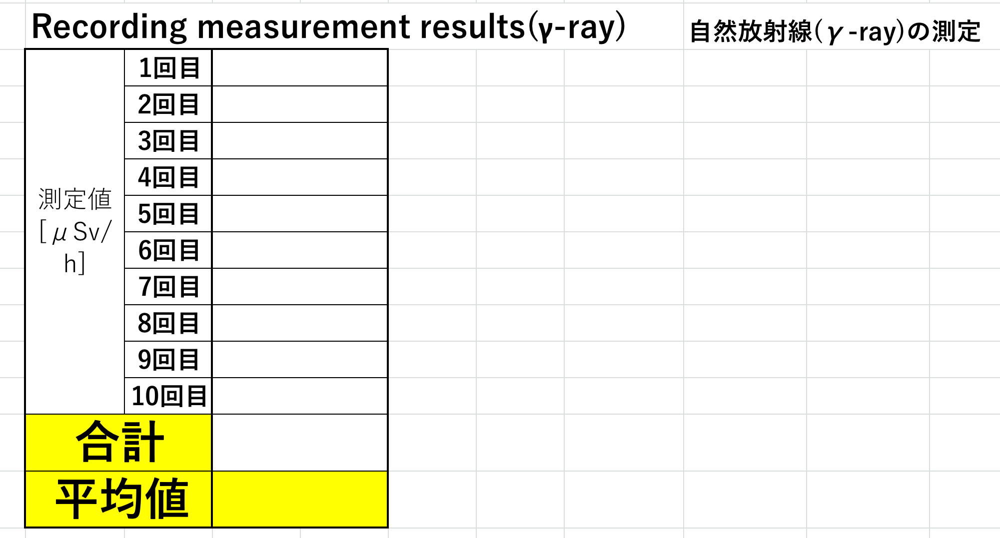 Recording measurement results(γ-ray)
自然放射線(γ-ray)の測定
測定値
[μSv/
h]
1回目
2回目
3回目
4回目
5回目
6回目
7回目
8回目
9回目
10回目
合計
平均値